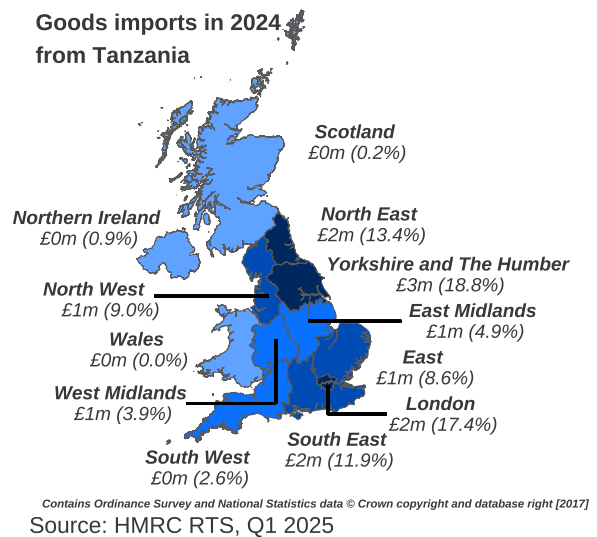 Goods imports in 2024
from Tanzania
Scotland
£0m (0.2%)
Northern Ireland
£0m (0.9%)
North East
£2m (13.4%)
Yorkshire and The Humber
£3m (18.8%)
North West
£1m (9.0%)
East Midlands
£1m (4.9%)
Wales
£0m (0.0%)
East
£1m (8.6%)
West Midlands
£1m (3.9%)
London
£2m (17.4%)
South East
£2m (11.9%)
South West
£0m (2.6%)
Contains Ordinance Survey and National Statistics data © Crown copyright and database right [2017]
Source: HMRC RTS, Q1 2025